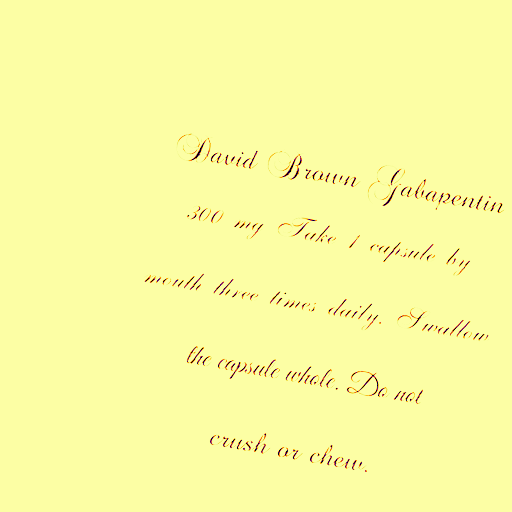 David Brown Gabapentin
300 mg Take 1 capsule by
mouth three times daily. Swallow
the capsule whole. Do not
crush or chew.